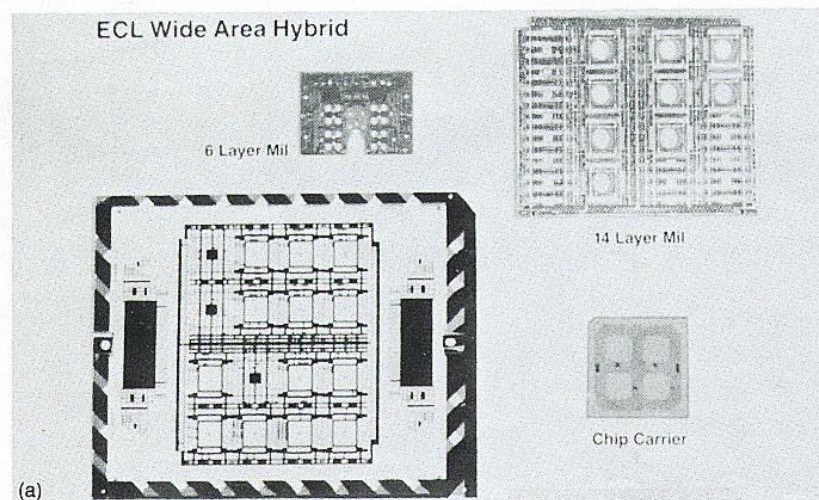 ECL Wide Area Hybrid
6 Layer Mil
14 Layer Mil
Chip Carrier
(a)